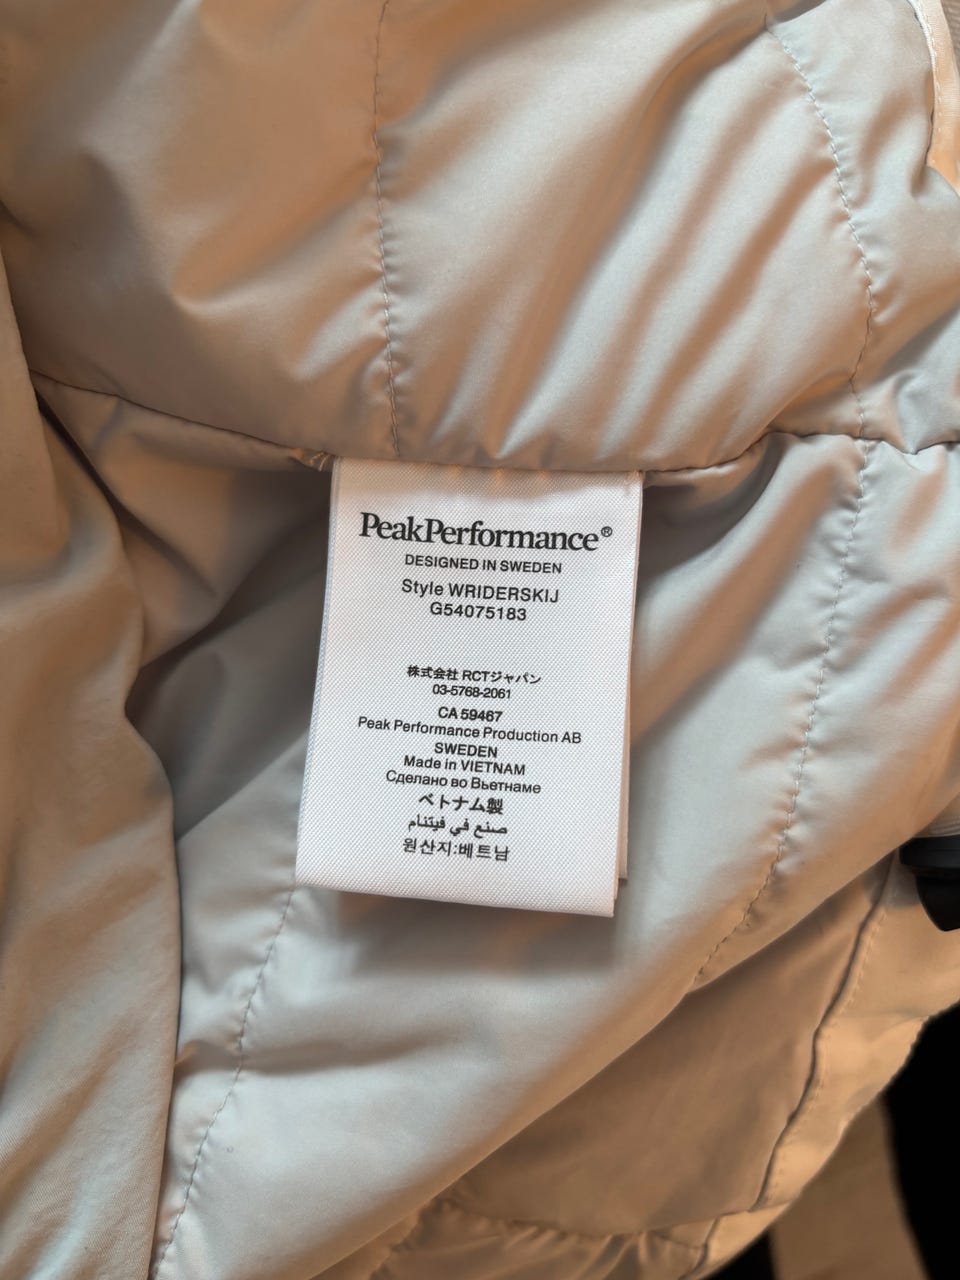 PeakPerformance®
DESIGNED IN SWEDEN
Style WRIDERSKIJ
G54075183
株式会社 RCTジャパン
03-5768-2061
CA 59467
Peak Performance Production AB
SWEDEN
Made in VIETNAM
Сделано во Вьетнаме
ベトナム製
صنع في فيتنام
원산지:베트남